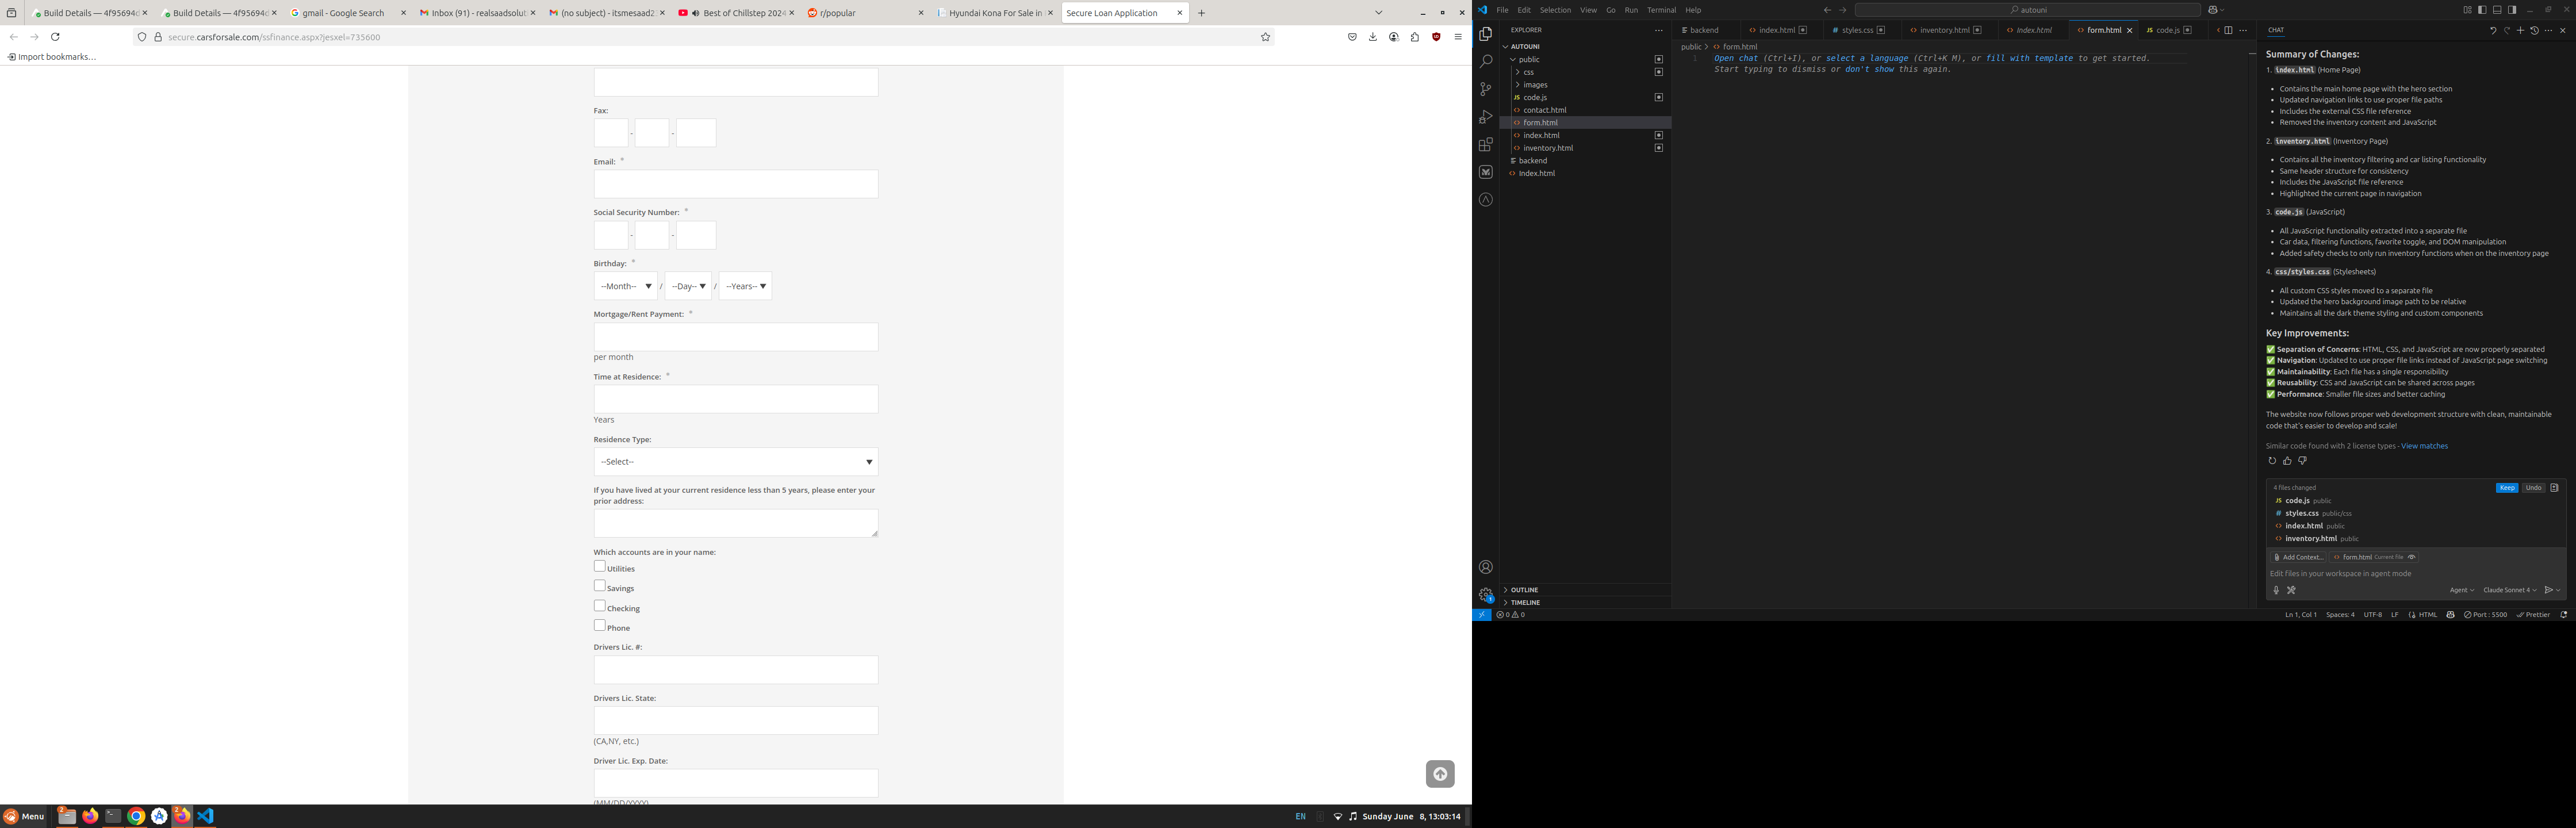 Build Details — 4f95694c
Build Details — 4f95694c
gmail - Google Search
Inbox (91) - realsaadsolut
(no subject) - itsmesaad2
Best of Chillstep 2024
r/popular
Hyundai Kona For Sale in
Secure Loan Application
secure.carsforsale.com/ssfinance.aspx?jesxel=735600
Import bookmarks…
Fax:
- -
Email: *
Social Security Number: *
- -
Birthday: *
--Month-- / --Day-- / --Years--
Mortgage/Rent Payment: *
per month
Time at Residence: *
Years
Residence Type:
--Select--
If you have lived at your current residence less than 5 years, please enter your
prior address:
Which accounts are in your name:
Utilities
Savings
Checking
Phone
Drivers Lic. #:
Drivers Lic. State:
(CA,NY, etc.)
Driver Lic. Exp. Date:
(MM/DD/YYYY)
Menu
2
2
EN
Sunday June 8, 13:03:14
File Edit Selection View Go Run Terminal Help
autouni
EXPLORER
AUTOUNI
public
css
images
JS code.js
contact.html
form.html
index.html
inventory.html
backend
Index.html
OUTLINE
TIMELINE
1
backend
index.html
styles.css
inventory.html
Index.html
form.html
JS code.js
public > form.html
1
Open chat (Ctrl+I), or select a language (Ctrl+K M), or fill with template to get started.
Start typing to dismiss or don't show this again.
CHAT
Summary of Changes:
1. index.html (Home Page)
• Contains the main home page with the hero section
• Updated navigation links to use proper file paths
• Includes the external CSS file reference
• Removed the inventory content and JavaScript
2. inventory.html (Inventory Page)
• Contains all the inventory filtering and car listing functionality
• Same header structure for consistency
• Includes the JavaScript file reference
• Highlighted the current page in navigation
3. code.js (JavaScript)
• All JavaScript functionality extracted into a separate file
• Car data, filtering functions, favorite toggle, and DOM manipulation
• Added safety checks to only run inventory functions when on the inventory page
4. css/styles.css (Stylesheets)
• All custom CSS styles moved to a separate file
• Updated the hero background image path to be relative
• Maintains all the dark theme styling and custom components
Key Improvements:
✅ Separation of Concerns: HTML, CSS, and JavaScript are now properly separated
✅ Navigation: Updated to use proper file links instead of JavaScript page switching
✅ Maintainability: Each file has a single responsibility
✅ Reusability: CSS and JavaScript can be shared across pages
✅ Performance: Smaller file sizes and better caching
The website now follows proper web development structure with clean, maintainable
code that's easier to develop and scale!
Similar code found with 2 license types - View matches
4 files changed
Keep
Undo
JS code.js public
# styles.css public/css
index.html public
inventory.html public
Add Context...
form.html Current file
Edit files in your workspace in agent mode
Agent
Claude Sonnet 4
0 0
Ln 1, Col 1
Spaces: 4
UTF-8
LF
HTML
Port : 5500
Prettier